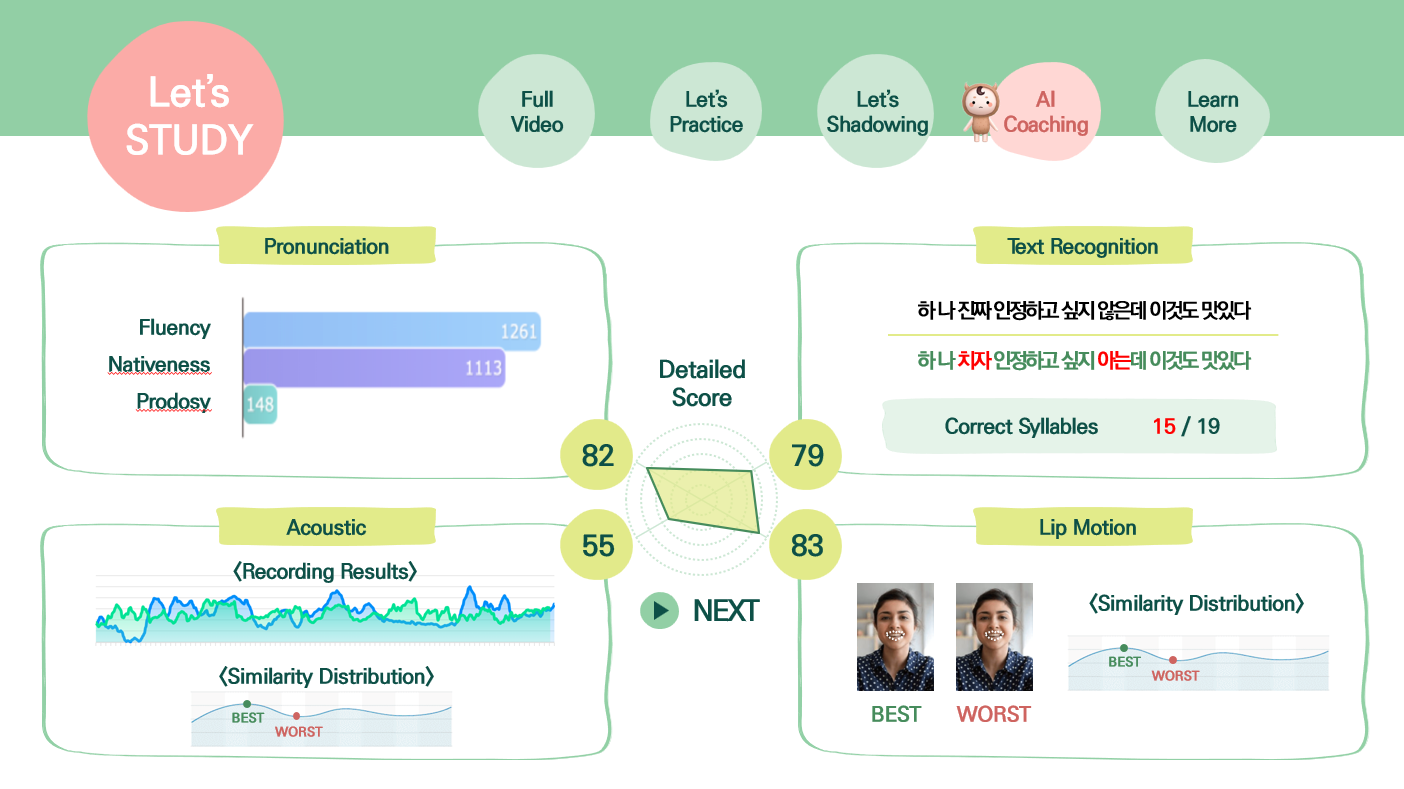 Let's
STUDY
Full
Video
Let's
Practice
Let's
Shadowing
AI
Coaching
Learn
More
Pronunciation
Fluency
1261
Nativeness
1113
Prodosy
148
Text Recognition
하 나 진짜 인정하고 싶지 않은데 이것도 맛있다
하 나 치자 인정하고 싶지 아는데 이것도 맛있다
Correct Syllables 15 / 19
Detailed
Score
82
79
55
83
NEXT
Acoustic
〈Recording Results〉
〈Similarity Distribution〉
BEST
WORST
Lip Motion
BEST
WORST
〈Similarity Distribution〉
BEST
WORST